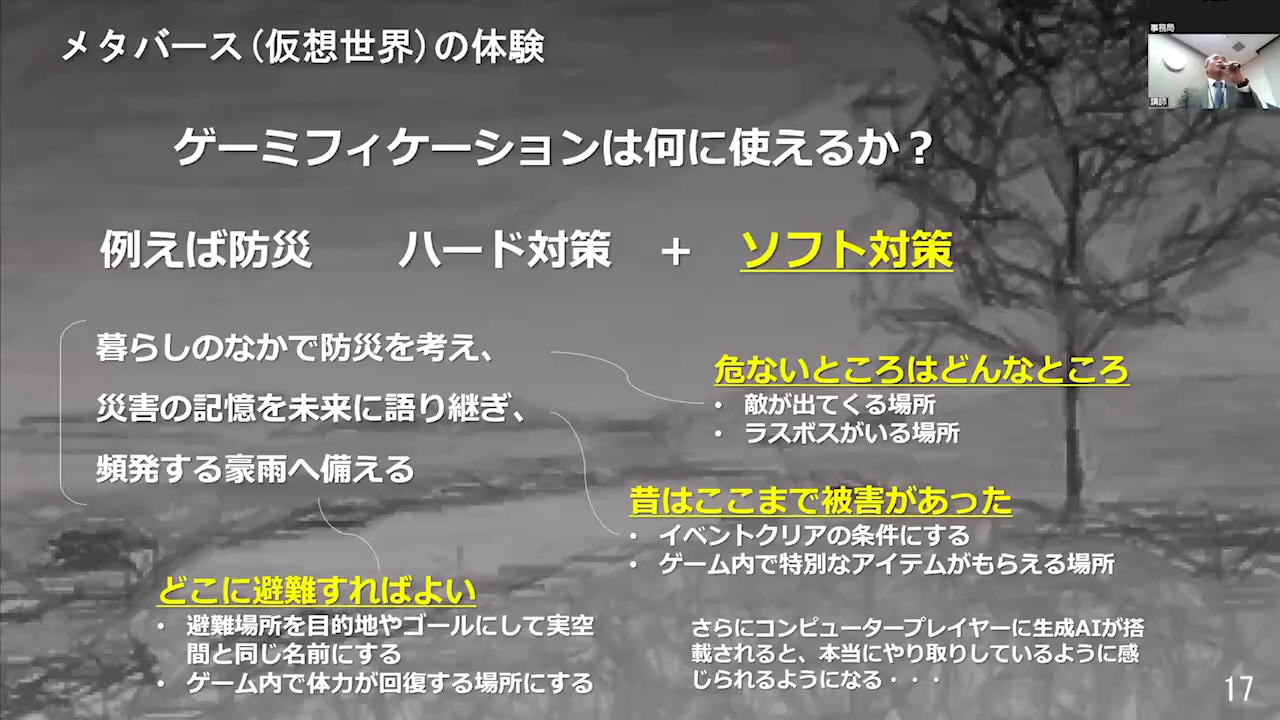 メタバース(仮想世界)の体験
事務局
講師
ゲーミフィケーションは何に使えるか？
例えば防災　ハード対策　+　ソフト対策
暮らしのなかで防災を考え、
災害の記憶を未来に語り継ぎ、
頻発する豪雨へ備える
危ないところはどんなところ
• 敵が出てくる場所
• ラスボスがいる場所
昔はここまで被害があった
• イベントクリアの条件にする
• ゲーム内で特別なアイテムがもらえる場所
どこに避難すればよい
• 避難場所を目的地やゴールにして実空
間と同じ名前にする
• ゲーム内で体力が回復する場所にする
さらにコンピュータープレイヤーに生成AIが搭
載されると、本当にやり取りしているように感
じられるようになる・・・
17